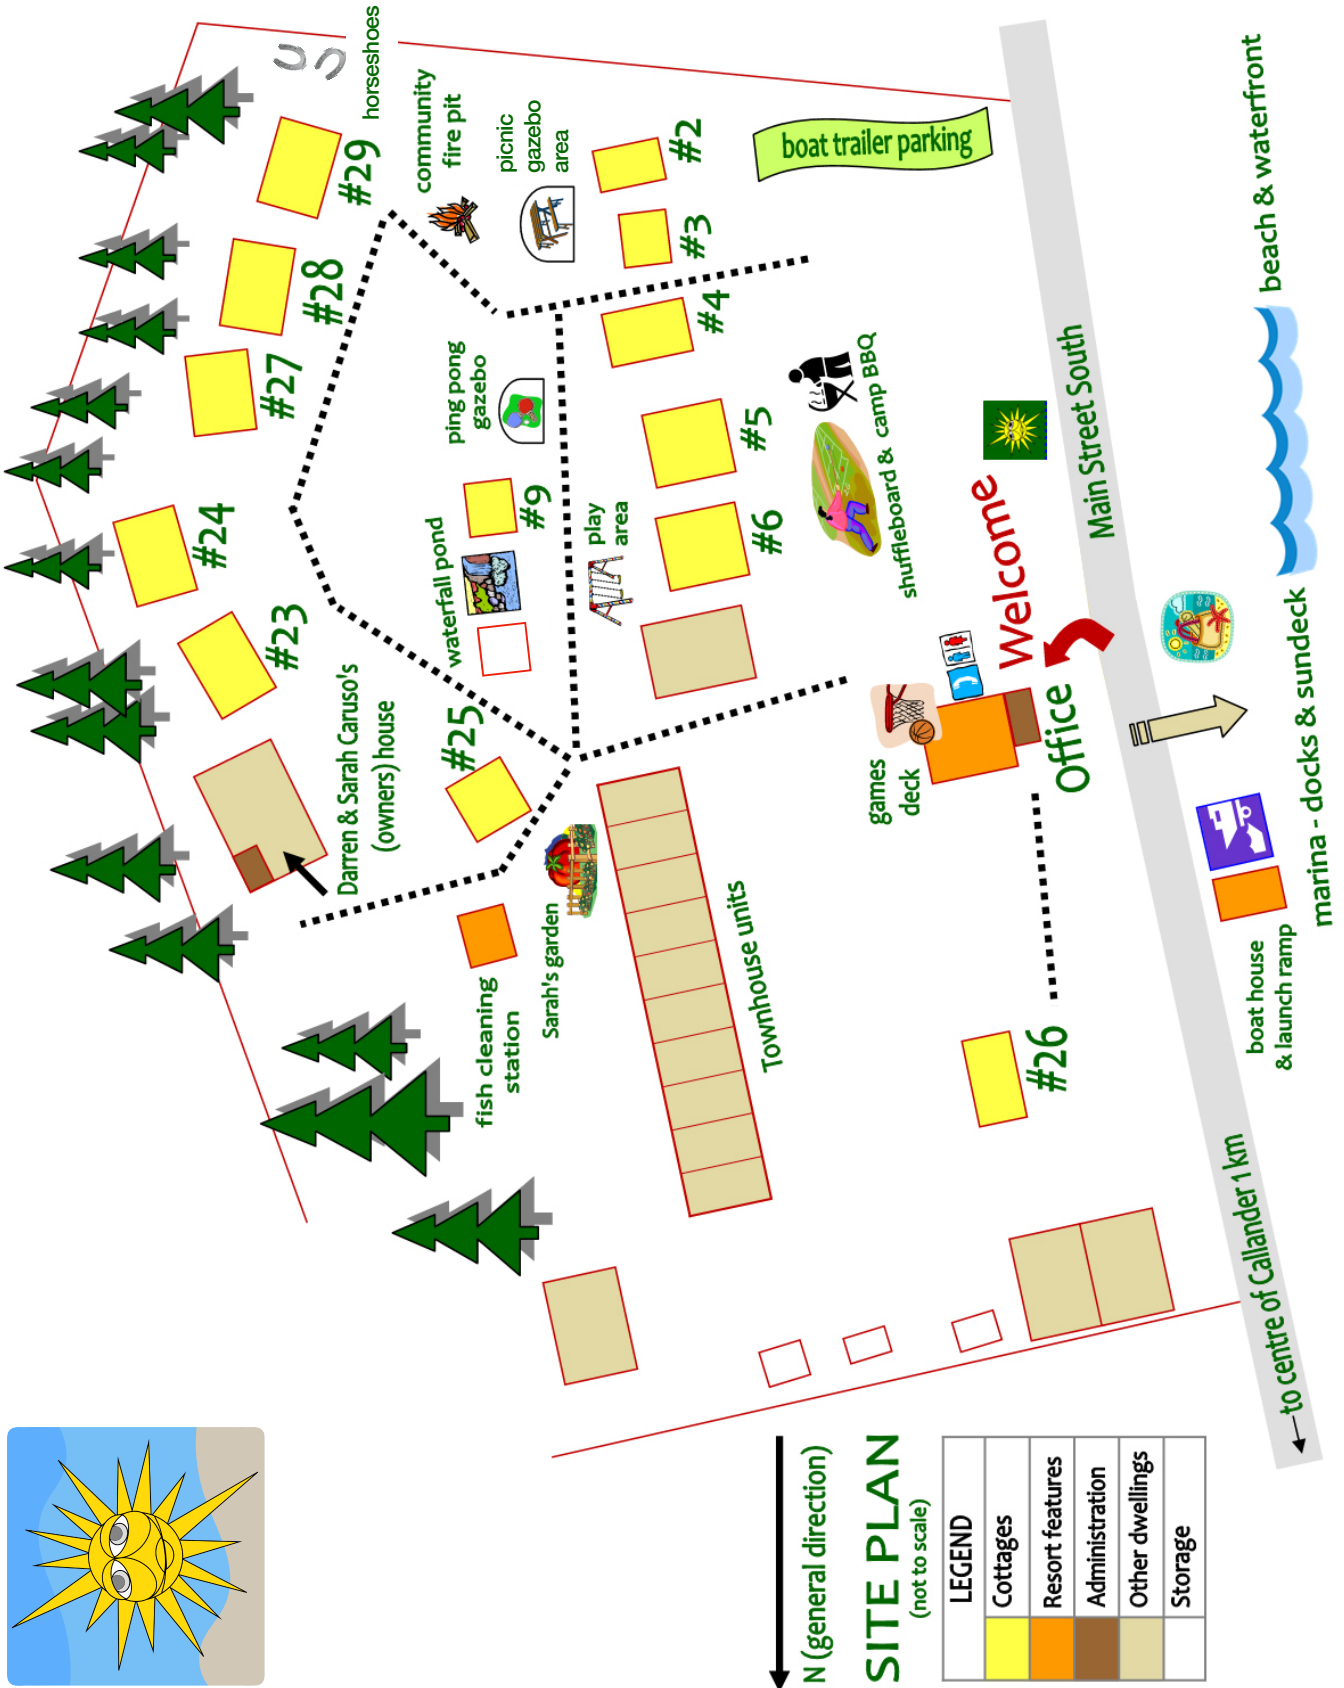 horseshoes
community
fire pit
picnic
gazebo
area
#29
#28
#27
#24
#23
#25
#2
#3
#4
#5
#6
#9
#26
boat trailer parking
beach & waterfront
ping pong
gazebo
waterfall pond
play
area
shuffleboard & camp BBQ
Welcome
Main Street South
Office
games
deck
Darren & Sarah Caruso's
(owners) house
Sarah's garden
fish cleaning
station
Townhouse units
marina - docks & sundeck
boat house
& launch ramp
to centre of Callander 1 km
N (general direction)
SITE PLAN
(not to scale)
LEGEND
Cottages
Resort features
Administration
Other dwellings
Storage